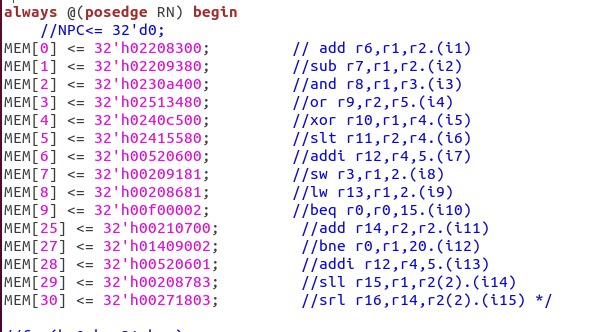 always @(posedge RN) begin
//NPC<= 32'd0;
MEM[0] <= 32'h02208300; // add r6,r1,r2.(i1)
MEM[1] <= 32'h02209380; //sub r7,r1,r2.(i2)
MEM[2] <= 32'h0230a400; //and r8,r1,r3.(i3)
MEM[3] <= 32'h02513480; //or r9,r2,r5.(i4)
MEM[4] <= 32'h0240c500; //xor r10,r1,r4.(i5)
MEM[5] <= 32'h02415580; //slt r11,r2,r4.(i6)
MEM[6] <= 32'h00520600; //addi r12,r4,5.(i7)
MEM[7] <= 32'h00209181; //sw r3,r1,2.(i8)
MEM[8] <= 32'h00208681; //lw r13,r1,2.(i9)
MEM[9] <= 32'h00f00002; //beq r0,r0,15.(i10)
MEM[25] <= 32'h00210700; //add r14,r2,r2.(i11)
MEM[27] <= 32'h01409002; //bne r0,r1,20.(i12)
MEM[28] <= 32'h00520601; //addi r12,r4,5.(i13)
MEM[29] <= 32'h00208783; //sll r15,r1,r2(2).(i14)
MEM[30] <= 32'h00271803; //srl r16,r14,r2(2).(i15) */